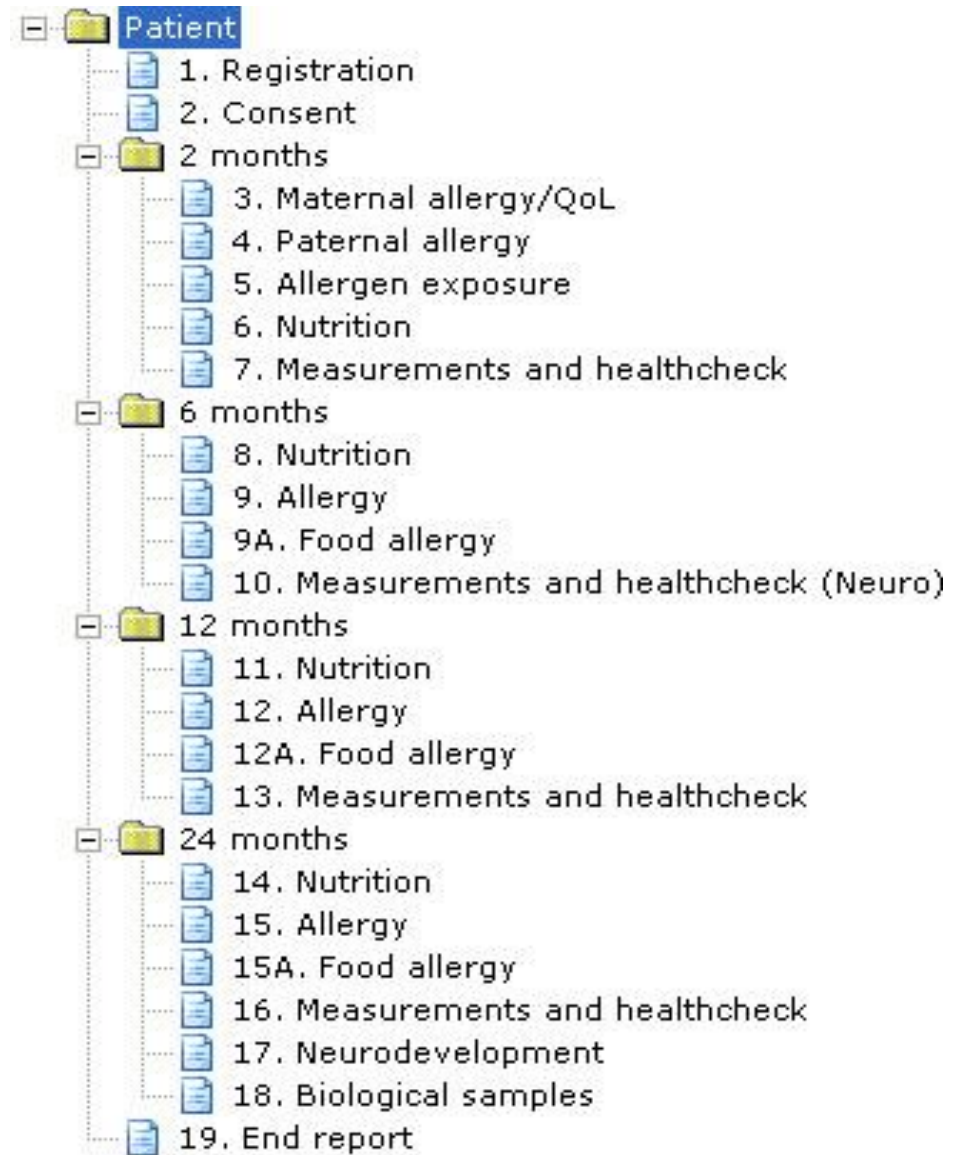 Patient
1. Registration
2. Consent
2 months
3. Maternal allergy/QoL
4. Paternal allergy
5. Allergen exposure
6. Nutrition
7. Measurements and healthcheck
6 months
8. Nutrition
9. Allergy
9A. Food allergy
10. Measurements and healthcheck (Neuro)
12 months
11. Nutrition
12. Allergy
12A. Food allergy
13. Measurements and healthcheck
24 months
14. Nutrition
15. Allergy
15A. Food allergy
16. Measurements and healthcheck
17. Neurodevelopment
18. Biological samples
19. End report